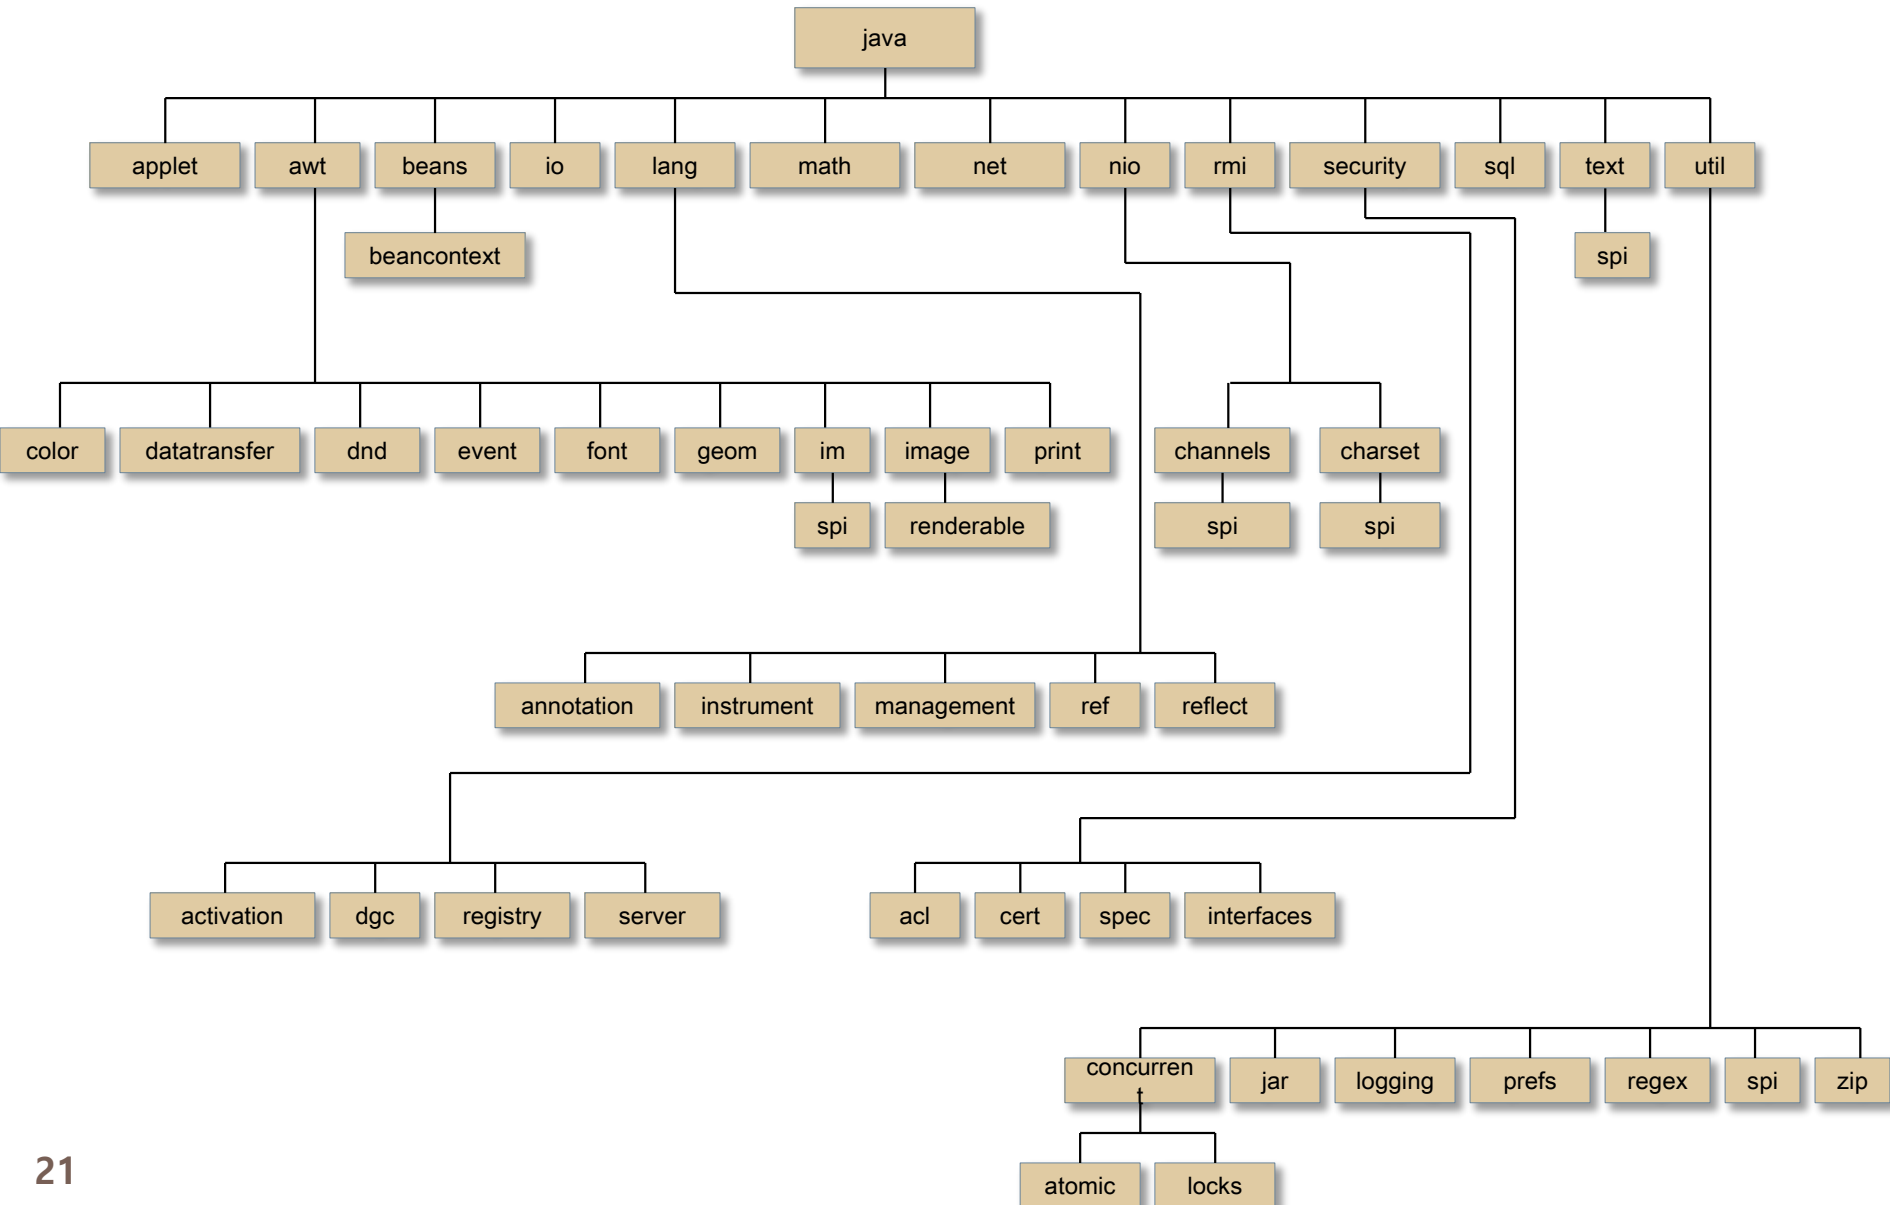 java
applet
awt
beans
io
lang
math
net
nio
rmi
security
sql
text
util
beancontext
spi
color
datatransfer
dnd
event
font
geom
im
image
print
channels
charset
spi
renderable
spi
spi
annotation
instrument
management
ref
reflect
activation
dgc
registry
server
acl
cert
spec
interfaces
concurren
t
jar
logging
prefs
regex
spi
zip
atomic
locks
21